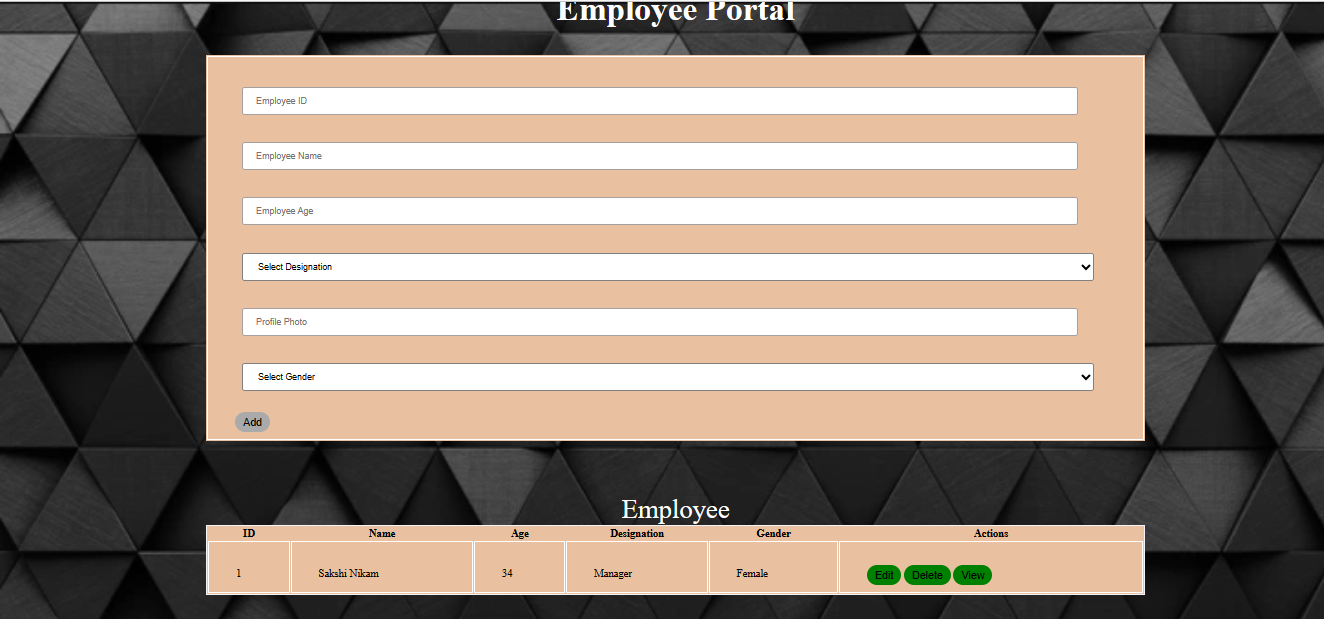 Employee Portal
Employee ID
Employee Name
Employee Age
Select Designation
Profile Photo
Select Gender
Add
Employee
ID Name Age Designation Gender Actions
1 Sakshi Nikam 34 Manager Female Edit Delete View